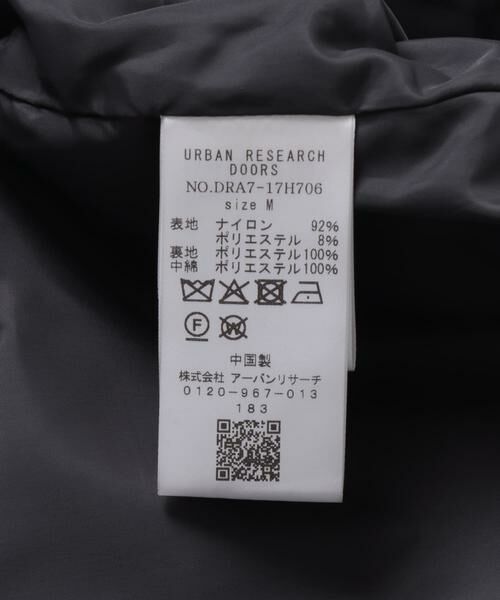 URBAN RESEARCH
DOORS
NO.DRA7-17H706
size M
表地 ナイロン 92%
ポリエステル 8%
裏地 ポリエステル100%
中綿 ポリエステル100%
F W
中国製
株式会社 アーバンリサーチ
0120-967-013
183